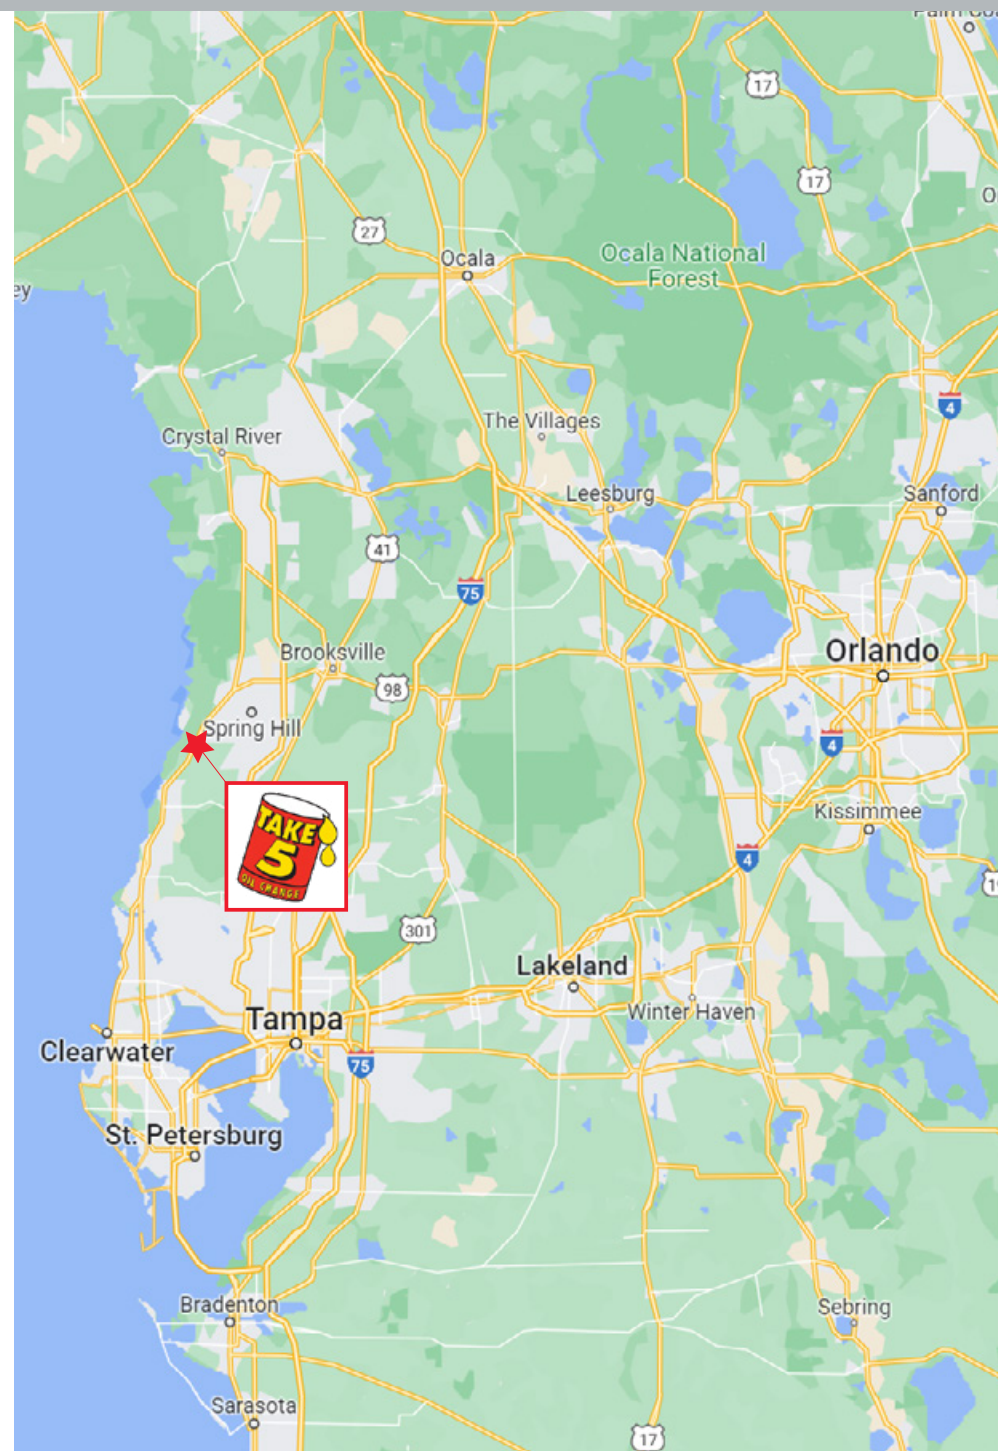 17
17
27
Ocala
Ocala National
Forest
4
The Villages
Crystal River
Leesburg
Sanford
41
75
Brooksville
98
Orlando
Spring Hill
4
TAKE
5
OIL CHANGE
Kissimmee
4
301
Lakeland
Winter Haven
Tampa
Clearwater
75
St. Petersburg
Bradenton
Sebring
Sarasota
17